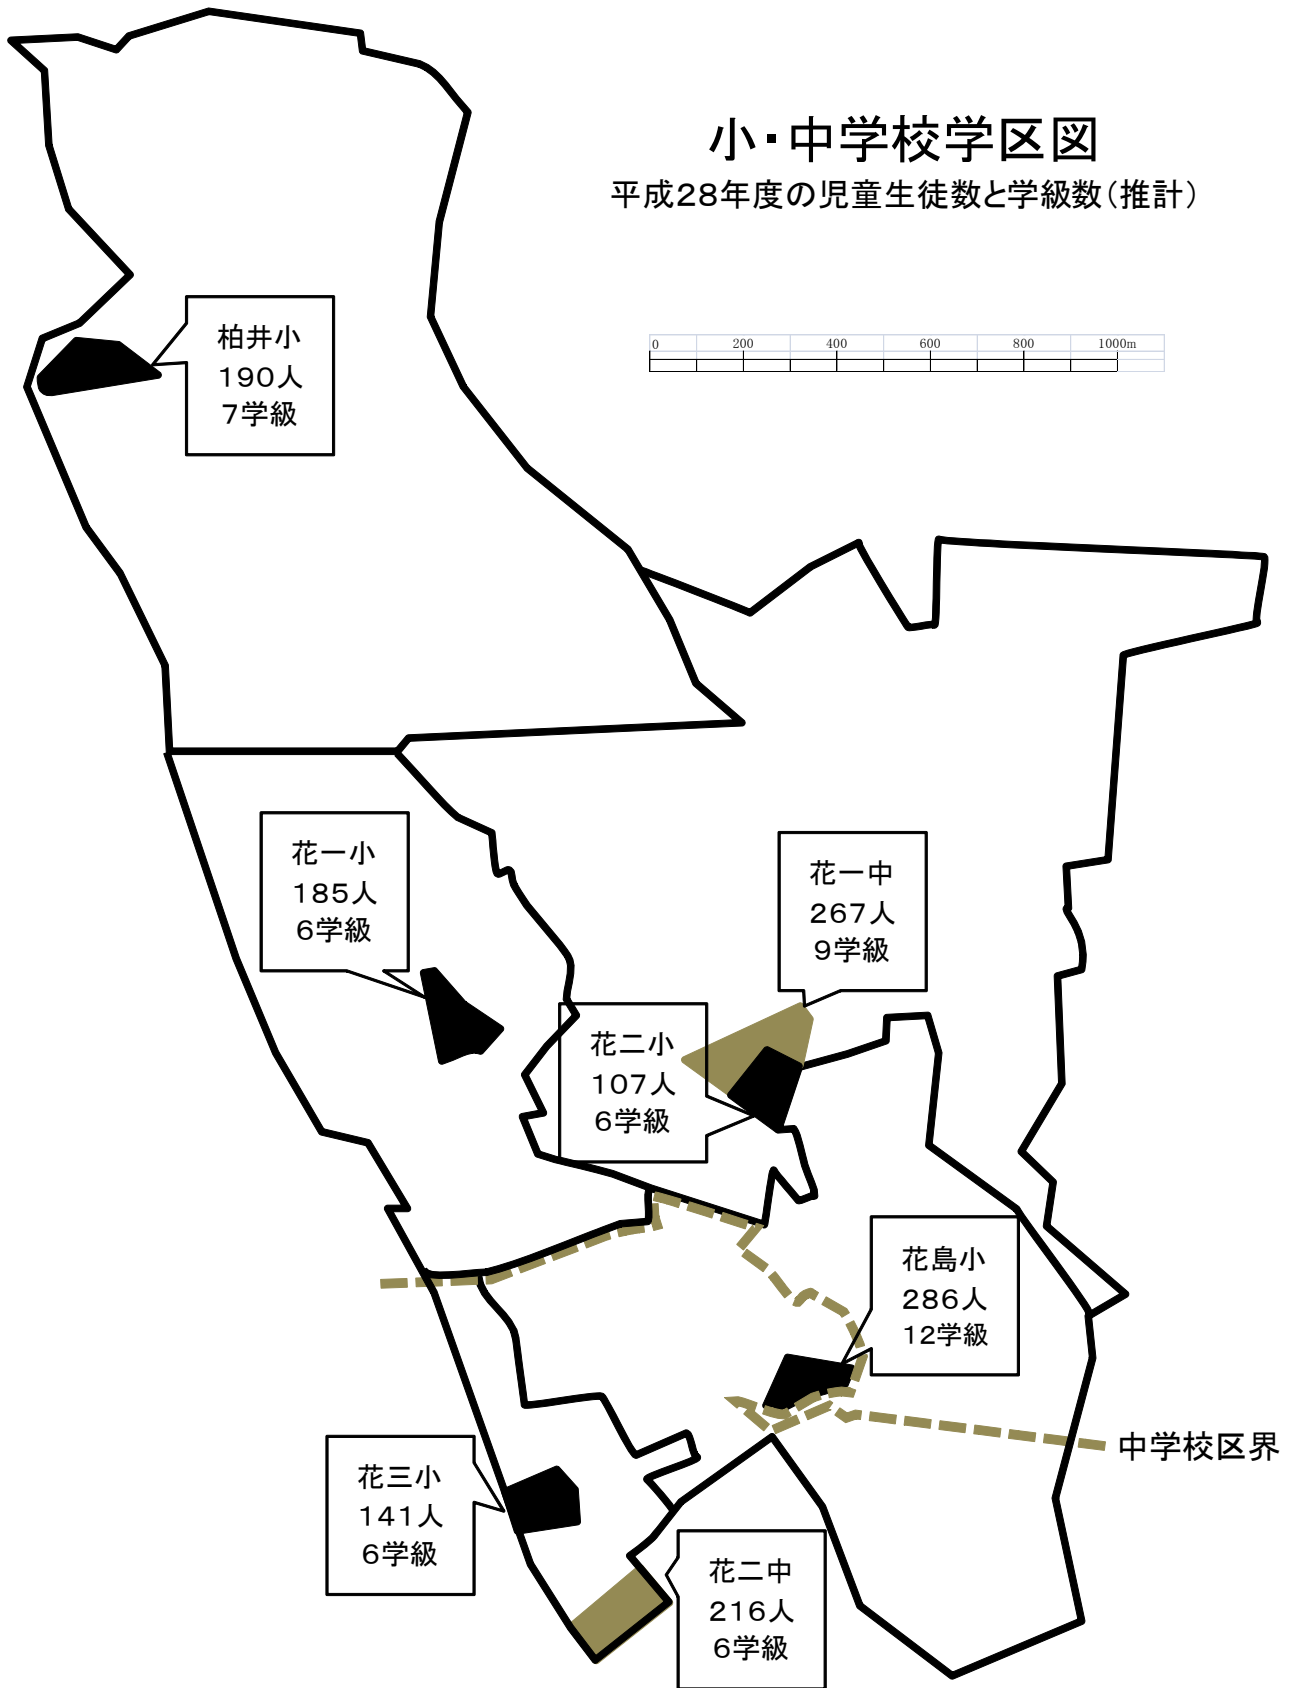 小・中学校学区図
平成28年度の児童生徒数と学級数（推計）
0 200 400 600 800 1000m
柏井小
190人
7学級
花一小
185人
6学級
花一中
267人
9学級
花二小
107人
6学級
花島小
286人
12学級
中学校区界
花三小
141人
6学級
花二中
216人
6学級